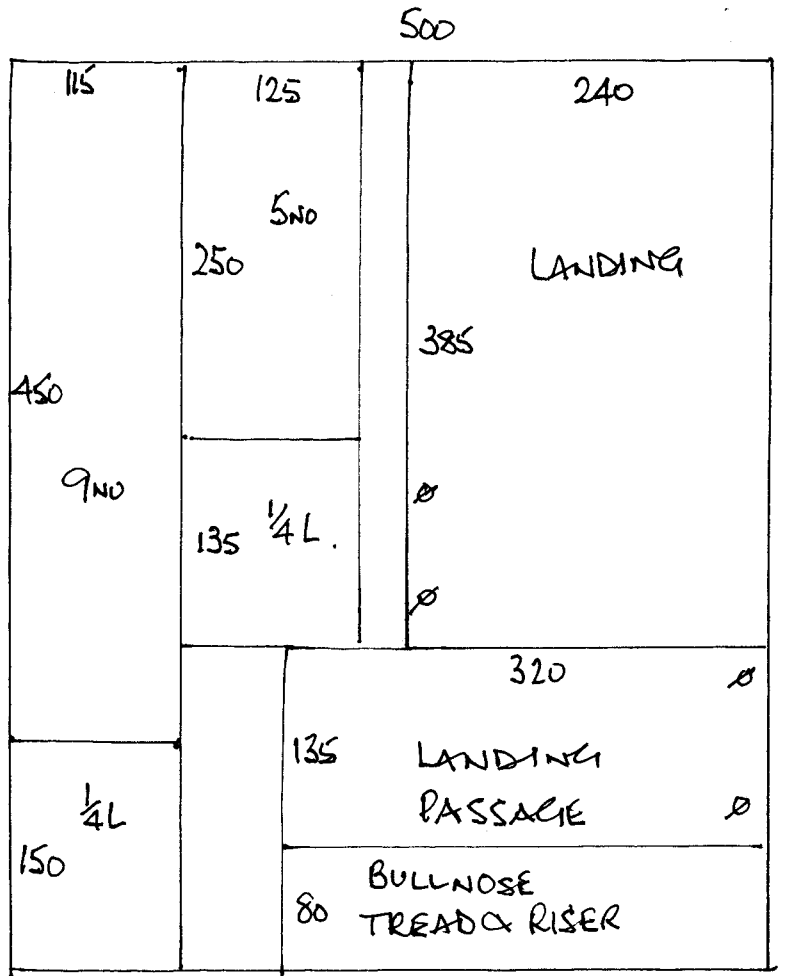 500
115
125
240
5NO
250
LANDING
385
450
9NO
135 1/4 L.
ø
ø
320
ø
135
LANDING
PASSAGE
ø
1/4L
150
80
BULLNOSE
TREAD & RISER